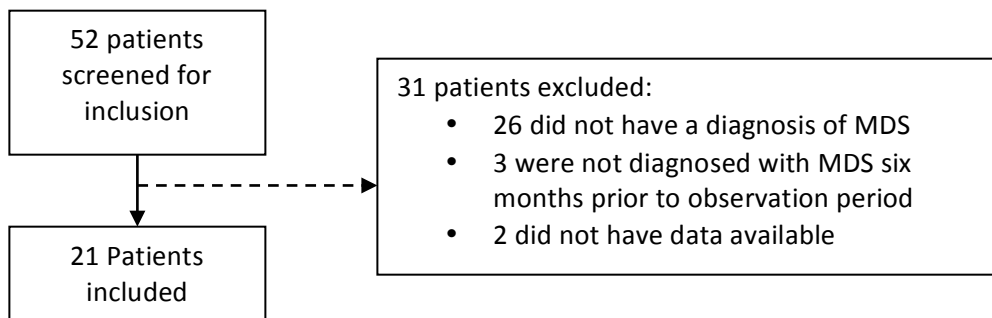 52 patients
screened for
inclusion
31 patients excluded:
• 26 did not have a diagnosis of MDS
• 3 were not diagnosed with MDS six
months prior to observation period
• 2 did not have data available
21 Patients
included